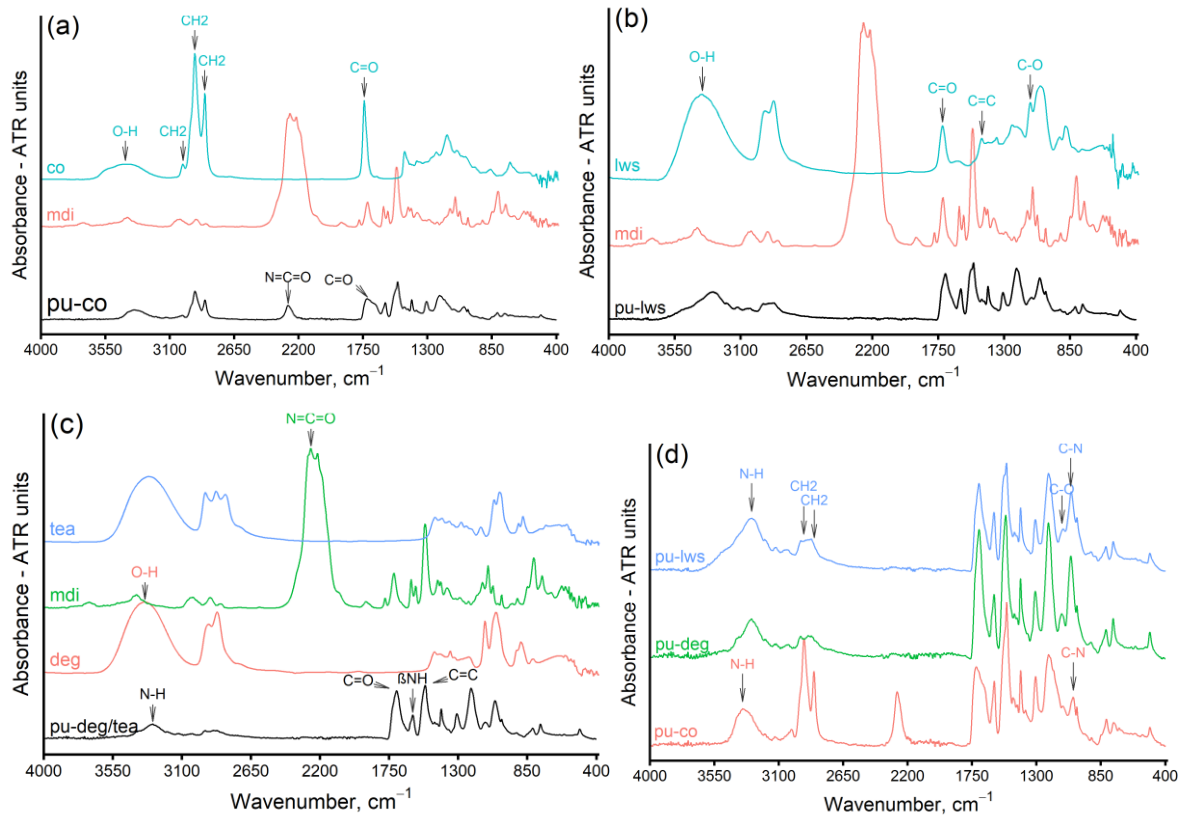 (a)
Absorbance - ATR units
CH2
CH2
C=O
O-H
CH2
co
mdi
N=C=O
C=O
pu-co
4000 3550 3100 2650 2200 1750 1300 850 400
Wavenumber, cm⁻¹
(b)
Absorbance - ATR units
O-H
C-O
C=O
C=C
lws
mdi
pu-lws
4000 3550 3100 2650 2200 1750 1300 850 400
Wavenumber, cm⁻¹
(c)
Absorbance - ATR units
N=C=O
tea
O-H
mdi
deg
C=O
ßNH
C=C
N-H
pu-deg/tea
4000 3550 3100 2650 2200 1750 1300 850 400
Wavenumber, cm⁻¹
(d)
Absorbance - ATR units
C-N
N-H
CH2
CH2
C-O
pu-lws
pu-deg
N-H
C-N
pu-co
4000 3550 3100 2650 2200 1750 1300 850 400
Wavenumber, cm⁻¹